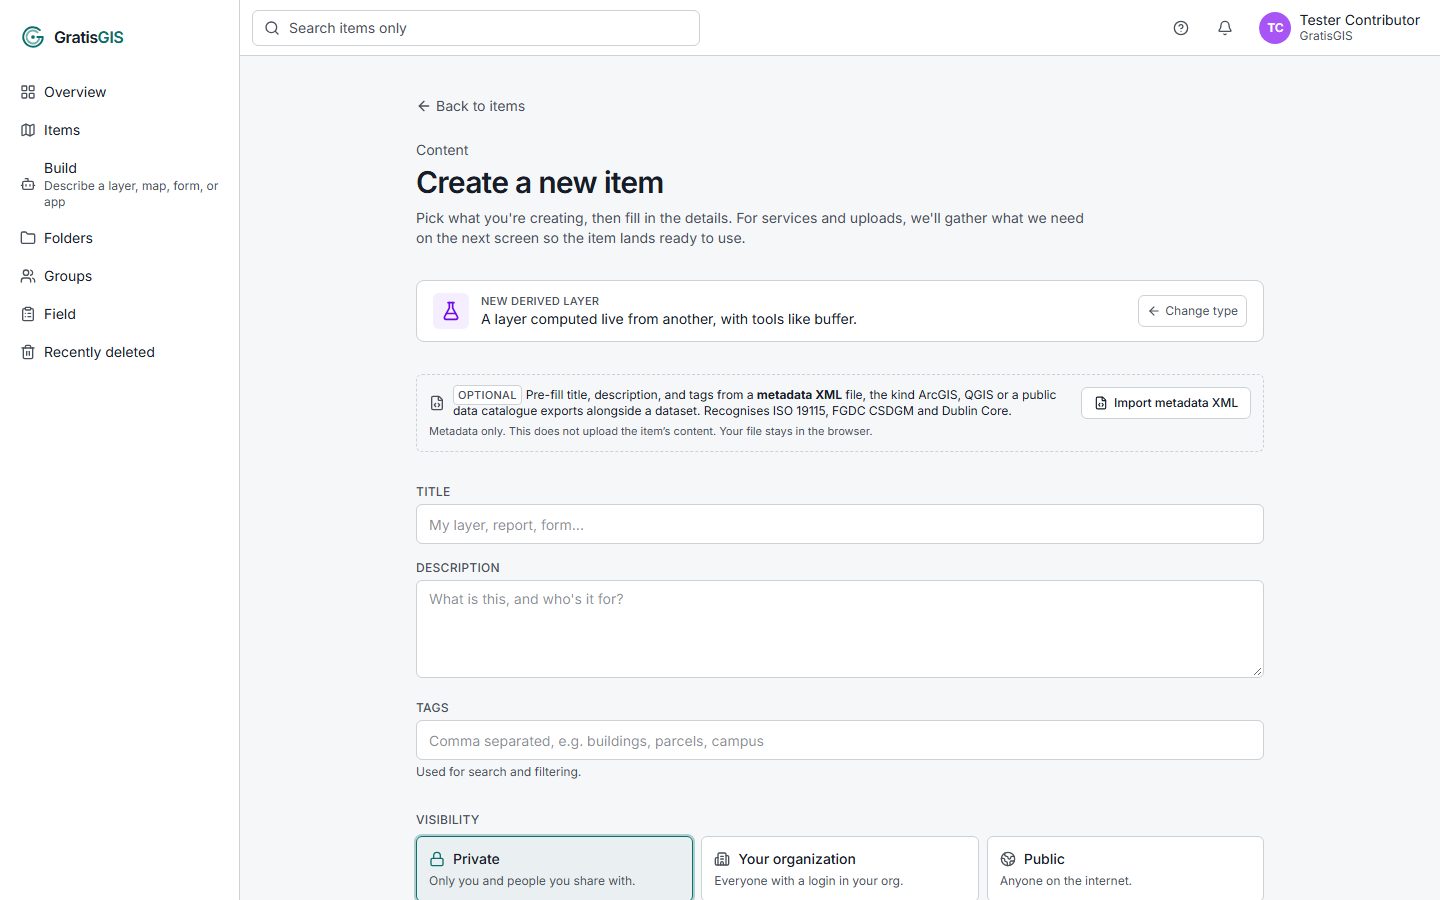 GratisGIS
Search items only
TC
Tester Contributor
GratisGIS
Overview
Items
Build
Describe a layer, map, form, or
app
Folders
Groups
Field
Recently deleted
Back to items
Content
Create a new item
Pick what you're creating, then fill in the details. For services and uploads, we'll gather what we need
on the next screen so the item lands ready to use.
NEW DERIVED LAYER
A layer computed live from another, with tools like buffer.
Change type
OPTIONAL Pre-fill title, description, and tags from a metadata XML file, the kind ArcGIS, QGIS or a public
data catalogue exports alongside a dataset. Recognises ISO 19115, FGDC CSDGM and Dublin Core.
Metadata only. This does not upload the item's content. Your file stays in the browser.
Import metadata XML
TITLE
My layer, report, form...
DESCRIPTION
What is this, and who's it for?
TAGS
Comma separated, e.g. buildings, parcels, campus
Used for search and filtering.
VISIBILITY
Private
Only you and people you share with.
Your organization
Everyone with a login in your org.
Public
Anyone on the internet.